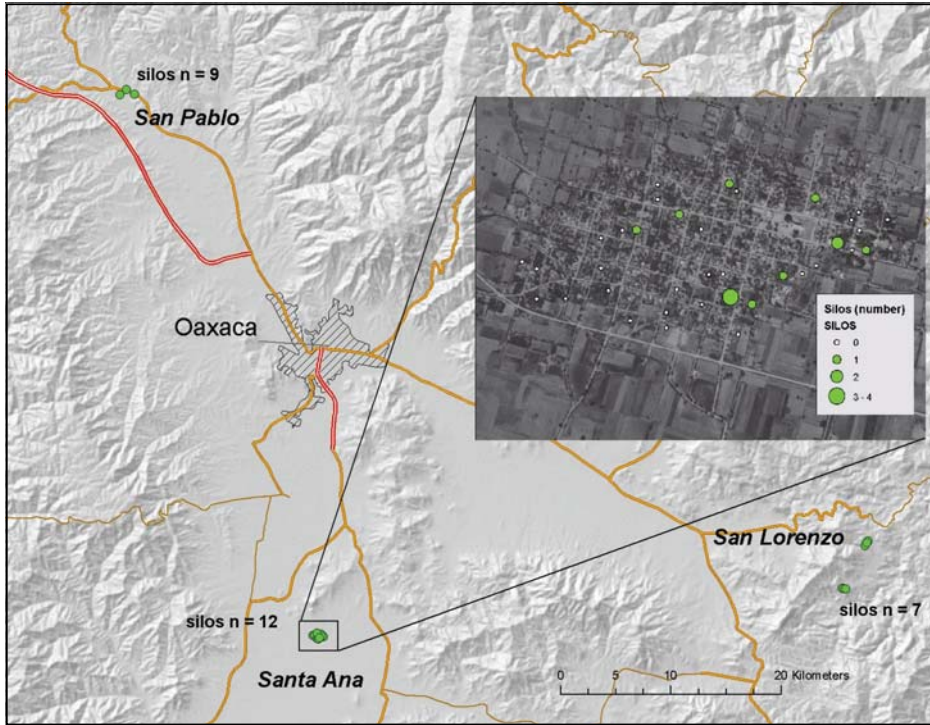 silos n = 9
San Pablo
Oaxaca
Silos (number)
SILOS
0
1
2
3 - 4
San Lorenzo
silos n = 7
silos n = 12
Santa Ana
0 5 10 20 Kilometers